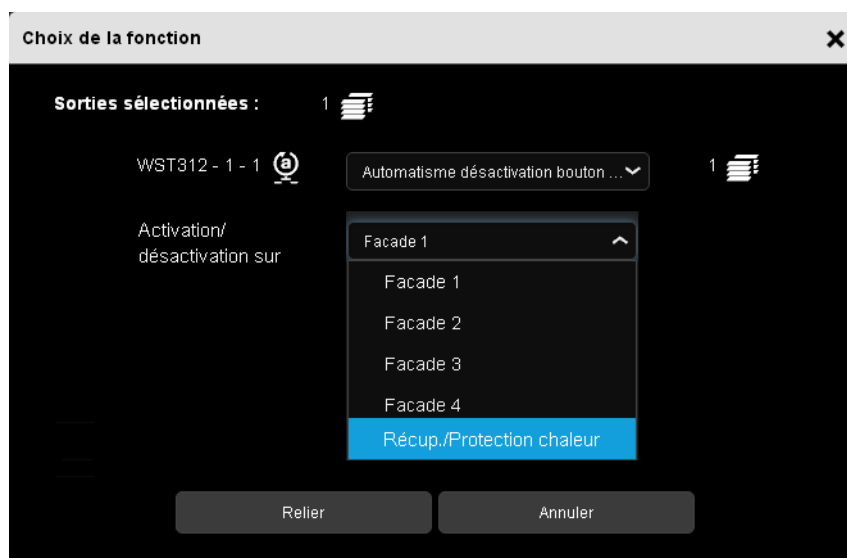 Choix de la fonction
Sorties sélectionnées : 1
WST312 - 1 - 1 a Automatisme désactivation bouton ... 1
Activation/
désactivation sur
Facade 1
Facade 1
Facade 2
Facade 3
Facade 4
Récup./Protection chaleur
Relier Annuler